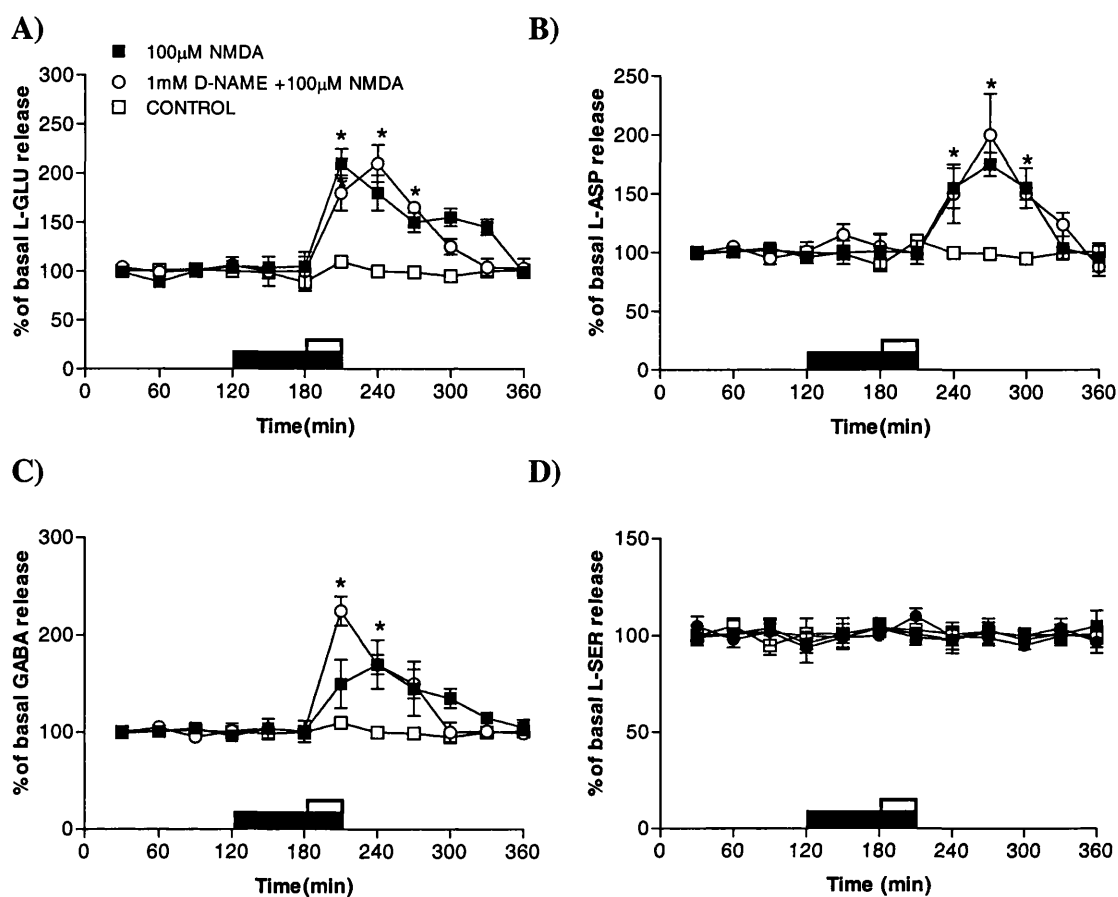 A)
100µM NMDA
1mM D-NAME +100µM NMDA
CONTROL
% of basal L-GLU release
300
250
200
150
100
50
0
* * * *
0 60 120 180 240 300 360
Time(min)
B)
% of basal L-ASP release
250
200
150
100
50
0
* * *
0 60 120 180 240 300 360
Time(min)
C)
% of basal GABA release
300
200
100
0
* *
0 60 120 180 240 300 360
Time(min)
D)
% of basal L-SER release
150
100
50
0
0 60 120 180 240 300 360
Time (min)